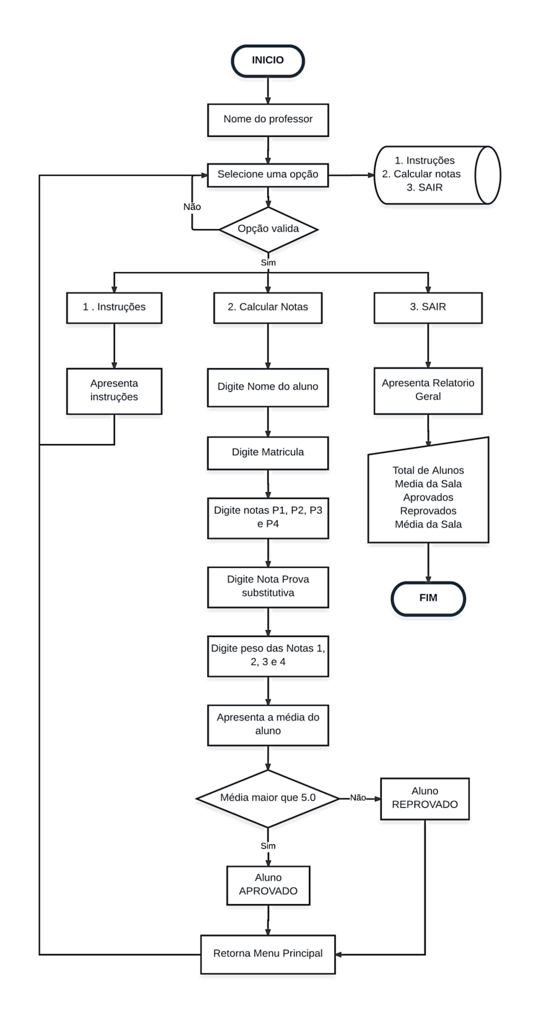 INICIO
Nome do professor
Selecione uma opção
1. Instruções
2. Calcular notas
3. SAIR
Não
Opção valida
Sim
1 . Instruções
2. Calcular Notas
3. SAIR
Apresenta
instruções
Digite Nome do aluno
Apresenta Relatorio
Geral
Digite Matricula
Total de Alunos
Media da Sala
Aprovados
Reprovados
Média da Sala
Digite notas P1, P2, P3
e P4
Digite Nota Prova
substitutiva
FIM
Digite peso das Notas 1,
2, 3 e 4
Apresenta a média do
aluno
Média maior que 5.0
Não
Aluno
REPROVADO
Sim
Aluno
APROVADO
Retorna Menu Principal